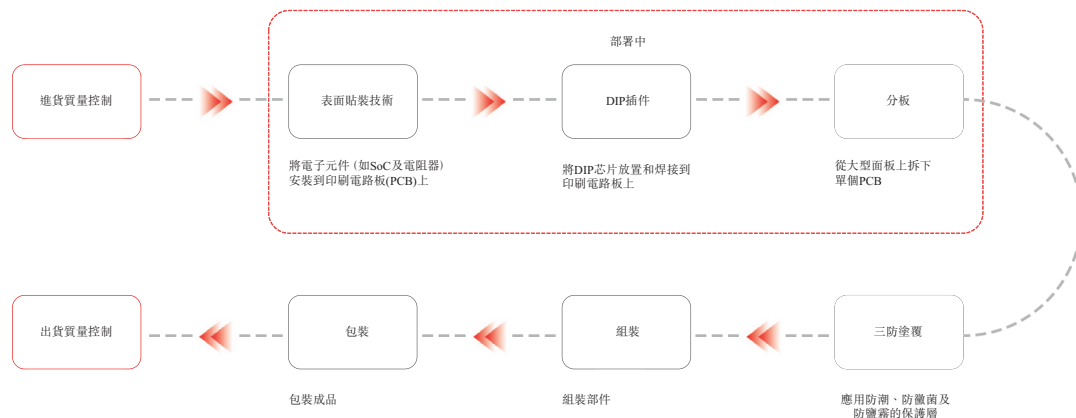 部署中
進貨質量控制
表面貼裝技術
DIP插件
分板
將電子元件（如SoC及電阻器）
安裝到印刷電路板(PCB)上
將DIP芯片放置和焊接到
印刷電路板上
從大型面板上拆下
單個PCB
出貨質量控制
包裝
組裝
三防塗覆
包裝成品
組裝部件
應用防潮、防黴菌及
防鹽霧的保護層